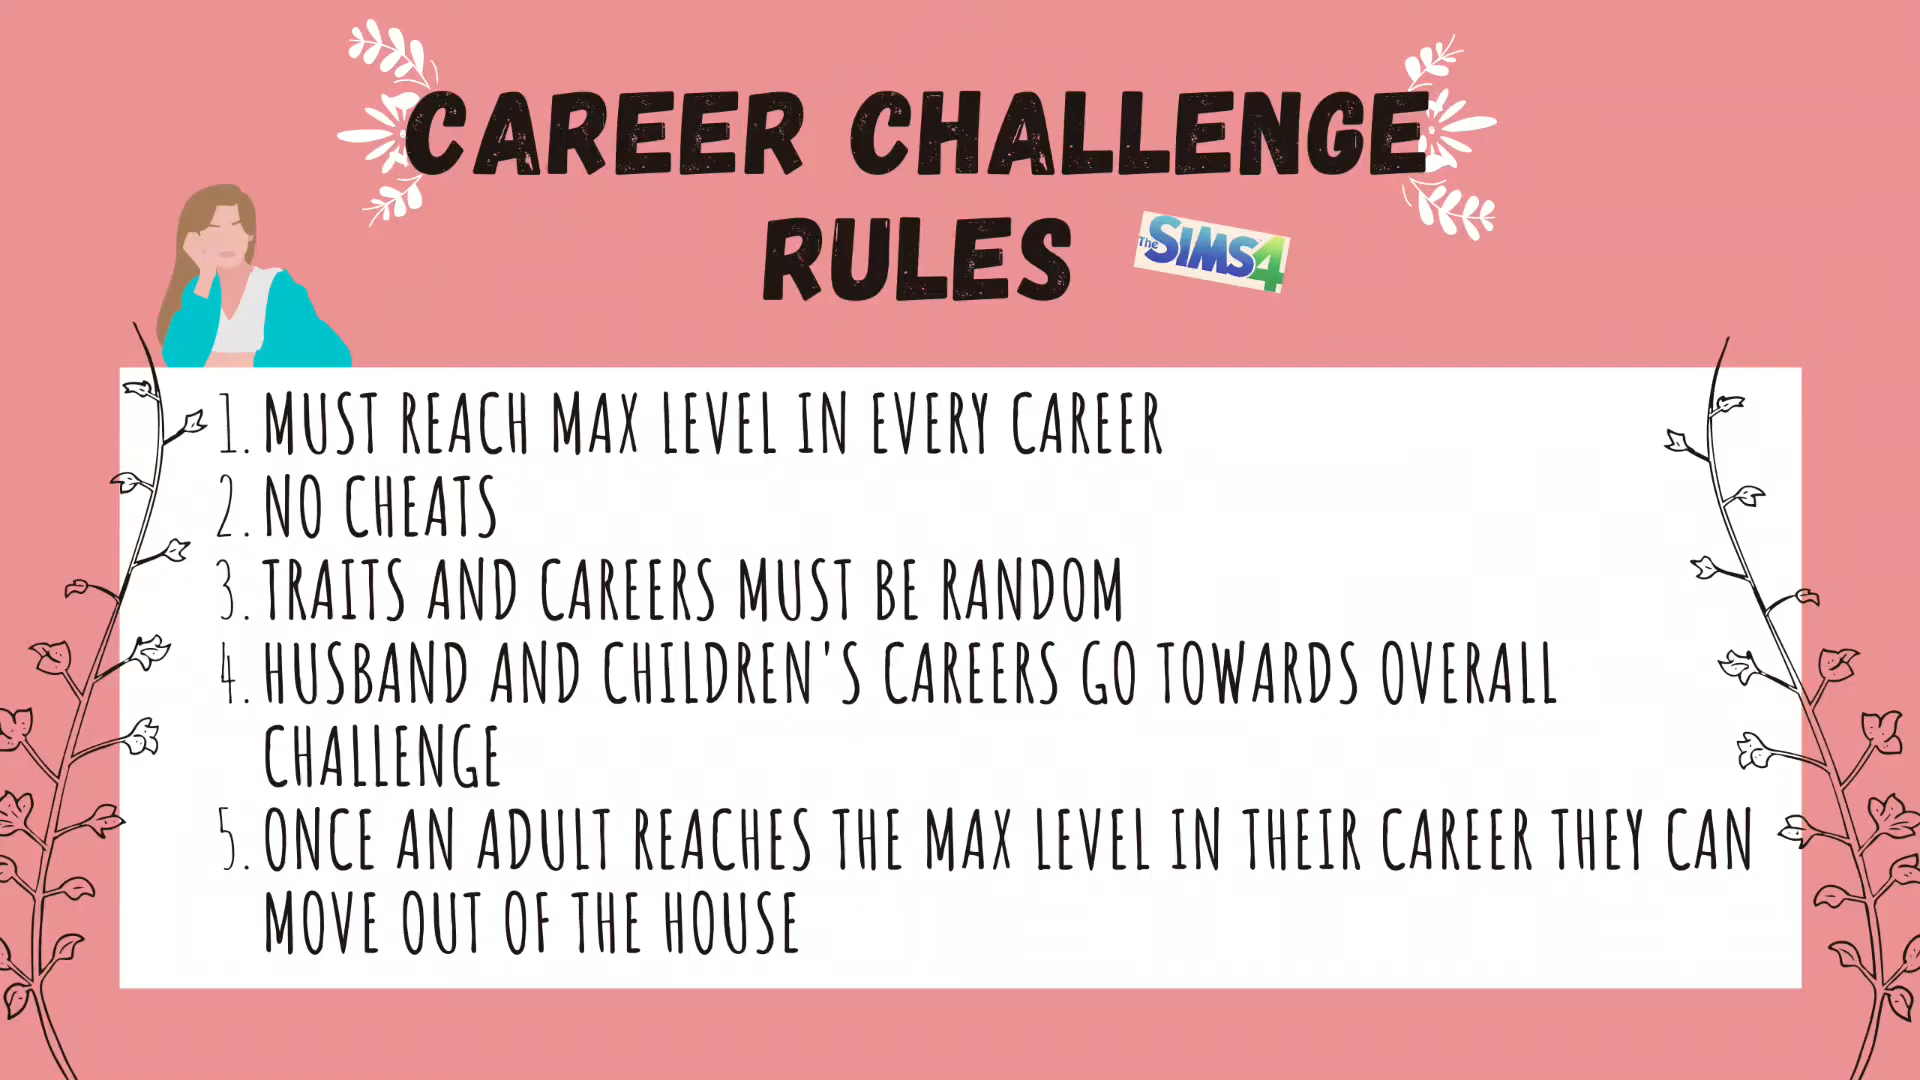 CAREER CHALLENGE
RULES
The SIMS 4
1. MUST REACH MAX LEVEL IN EVERY CAREER
2. NO CHEATS
3. TRAITS AND CAREERS MUST BE RANDOM
4. HUSBAND AND CHILDREN'S CAREERS GO TOWARDS OVERALL
CHALLENGE
5. ONCE AN ADULT REACHES THE MAX LEVEL IN THEIR CAREER THEY CAN
MOVE OUT OF THE HOUSE